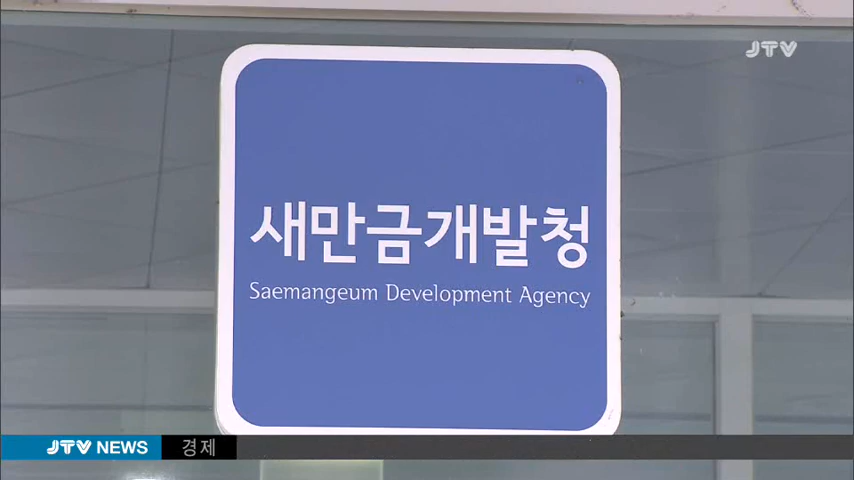 JTV
새만금개발청
Saemangeum Development Agency
JTV NEWS 경제